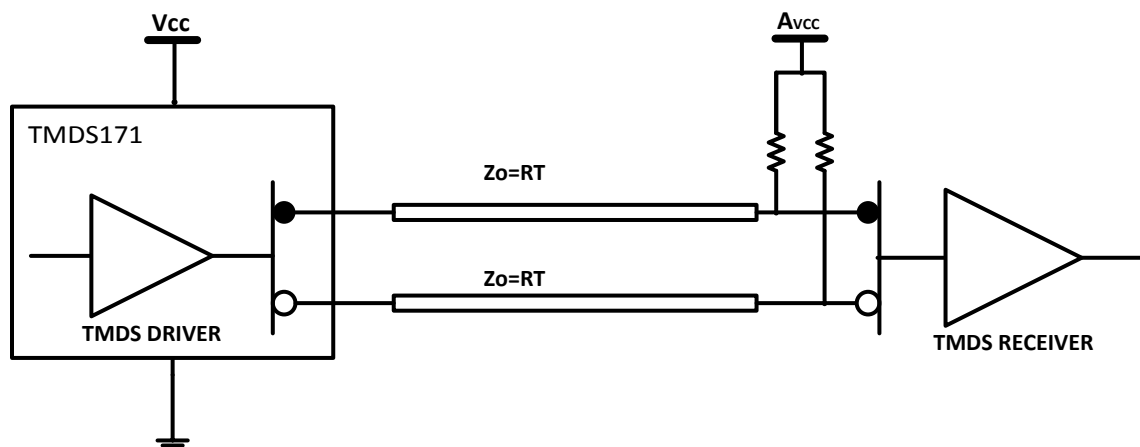 Vcc
Avcc
TMDS171
Zo=RT
Zo=RT
TMDS DRIVER
TMDS RECEIVER